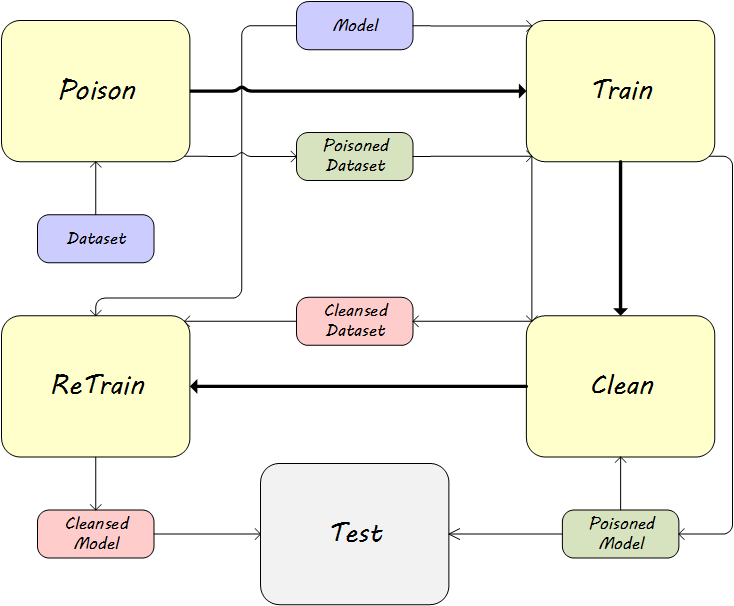 Model
Poison
Train
Poisoned
Dataset
Dataset
Cleansed
Dataset
ReTrain
Clean
Cleansed
Model
Test
Poisoned
Model